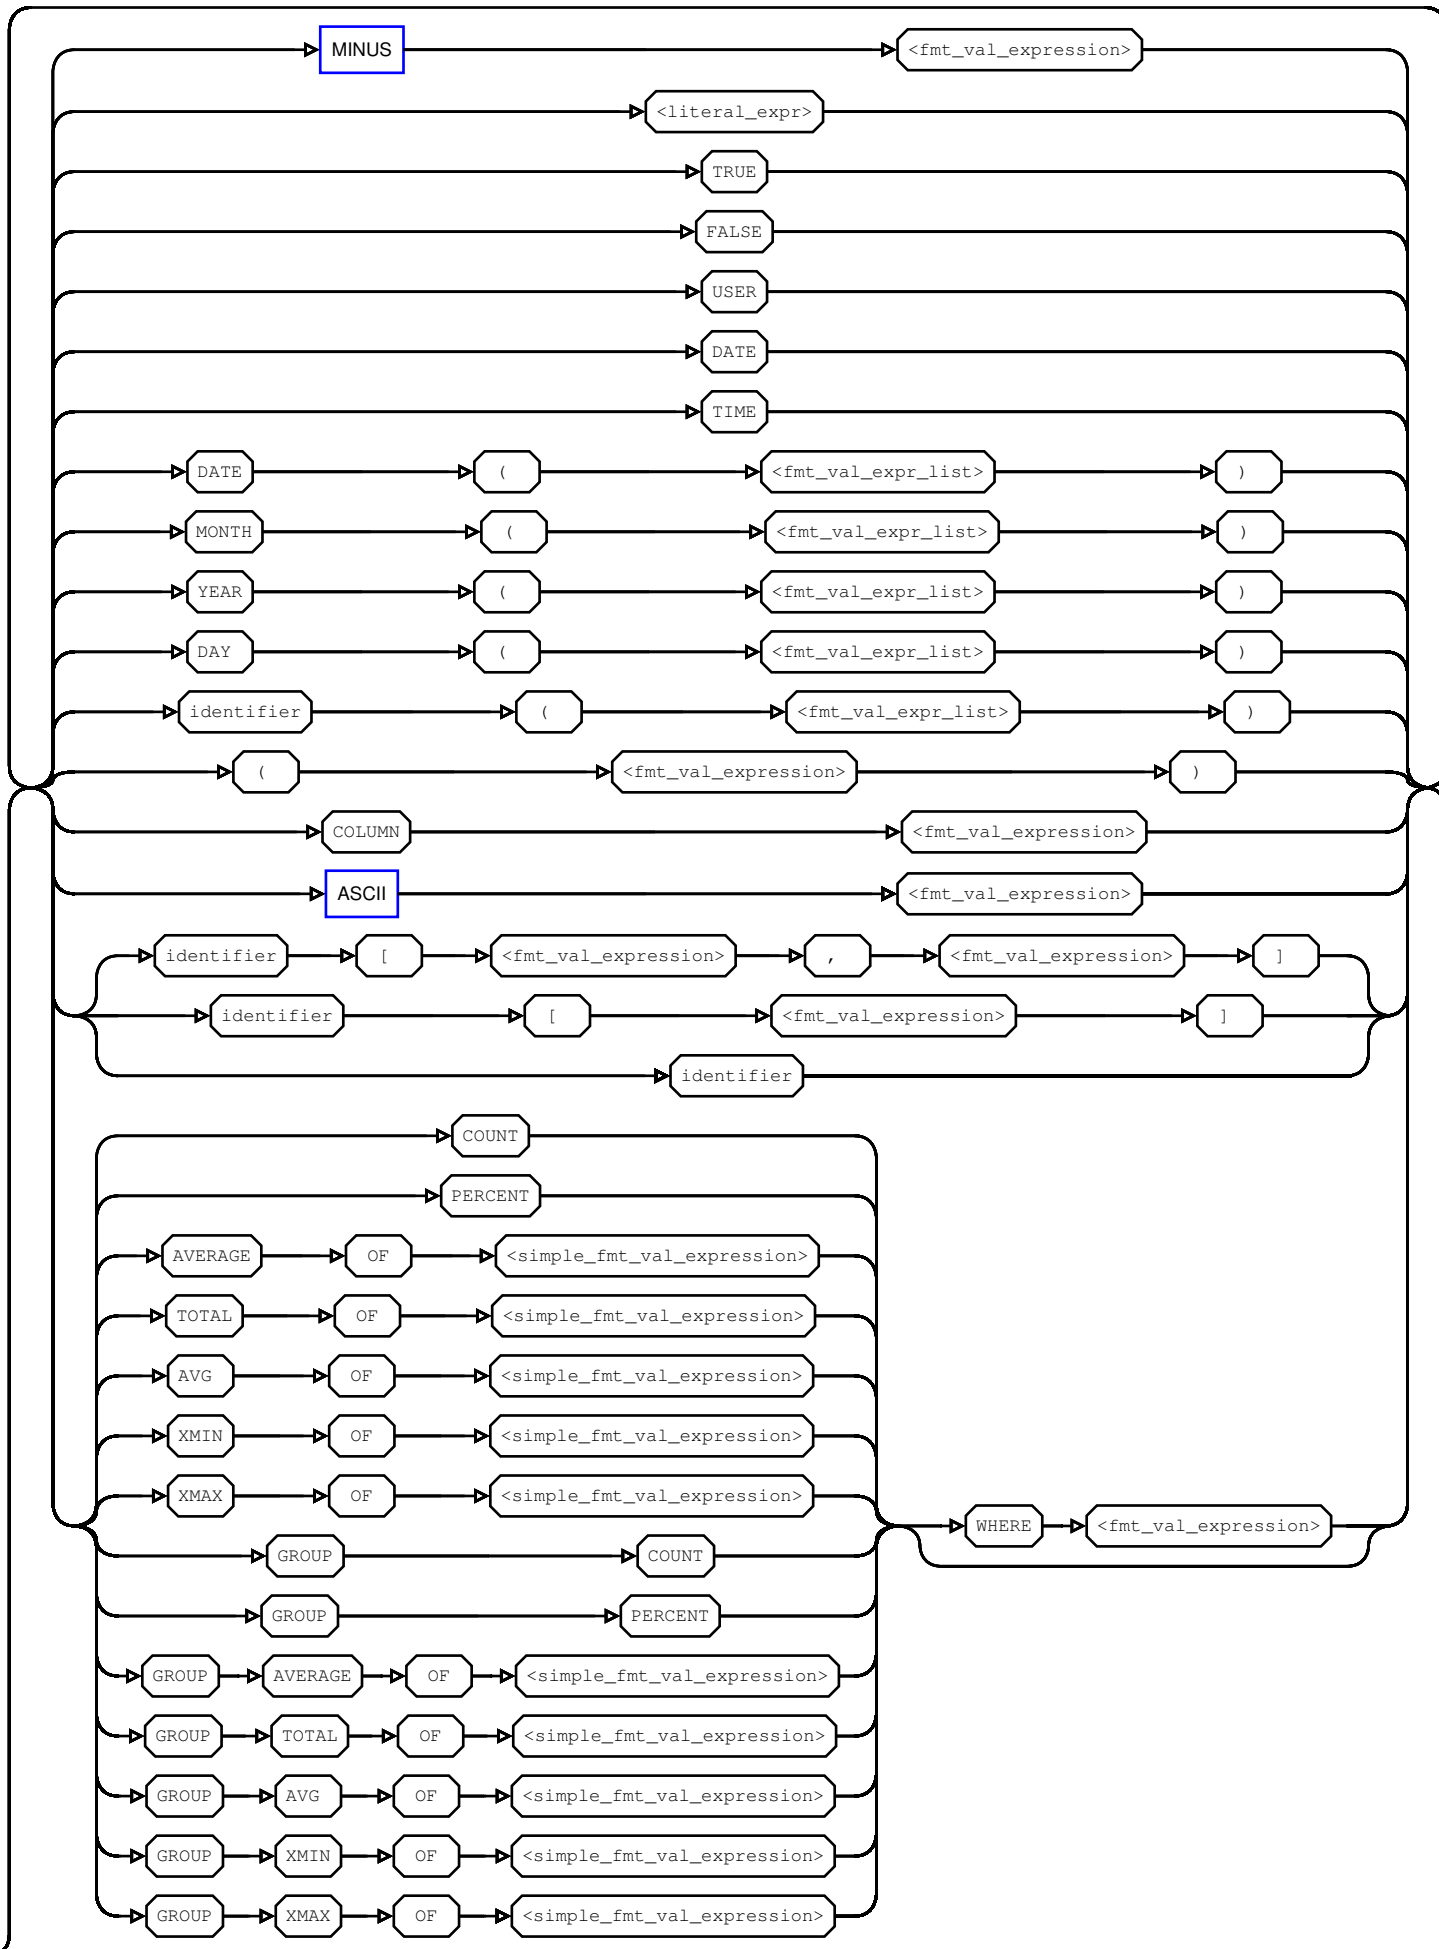 MINUS <fmt_val_expression>
<literal_expr>
TRUE
FALSE
USER
DATE
TIME
DATE ( <fmt_val_expr_list> )
MONTH ( <fmt_val_expr_list> )
YEAR ( <fmt_val_expr_list> )
DAY ( <fmt_val_expr_list> )
identifier ( <fmt_val_expr_list> )
( <fmt_val_expression> )
COLUMN <fmt_val_expression>
ASCII <fmt_val_expression>
identifier [ <fmt_val_expression> , <fmt_val_expression> ]
identifier [ <fmt_val_expression> ]
identifier
COUNT
PERCENT
AVERAGE OF <simple_fmt_val_expression>
TOTAL OF <simple_fmt_val_expression>
AVG OF <simple_fmt_val_expression>
XMIN OF <simple_fmt_val_expression>
XMAX OF <simple_fmt_val_expression>
WHERE <fmt_val_expression>
GROUP COUNT
GROUP PERCENT
GROUP AVERAGE OF <simple_fmt_val_expression>
GROUP TOTAL OF <simple_fmt_val_expression>
GROUP AVG OF <simple_fmt_val_expression>
GROUP XMIN OF <simple_fmt_val_expression>
GROUP XMAX OF <simple_fmt_val_expression>